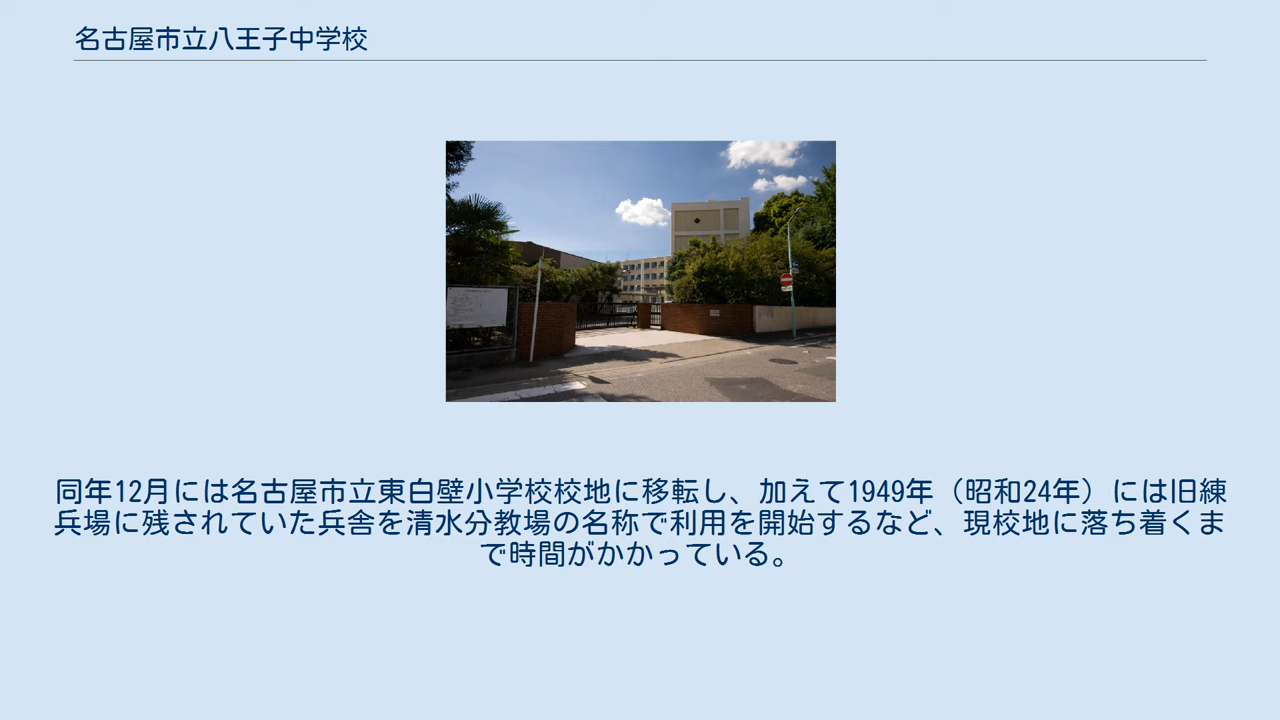 名古屋市立八王子中学校
同年12月には名古屋市立東白壁小学校校地に移転し、加えて1949年（昭和24年）には旧練
兵場に残されていた兵舎を清水分教場の名称で利用を開始するなど、現校地に落ち着くま
で時間がかかっている。